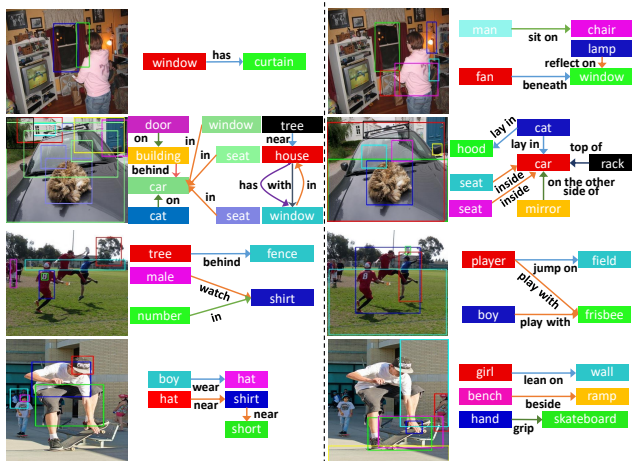 has
window
curtain
man
sit on
chair
lamp
reflect on
fan
beneath
window
door
window
tree
on
near
building
in
seat
house
behind
in
car
has
with
in
on
in
cat
seat
window
lay in
cat
hood
lay in
top of
car
rack
seat
inside
on the other
side of
inside
seat
mirror
tree
behind
fence
male
watch
shirt
number
in
player
jump on
field
play with
boy
play with
frisbee
boy
wear
hat
hat
near
shirt
near
short
girl
lean on
wall
bench
beside
ramp
hand
grip
skateboard